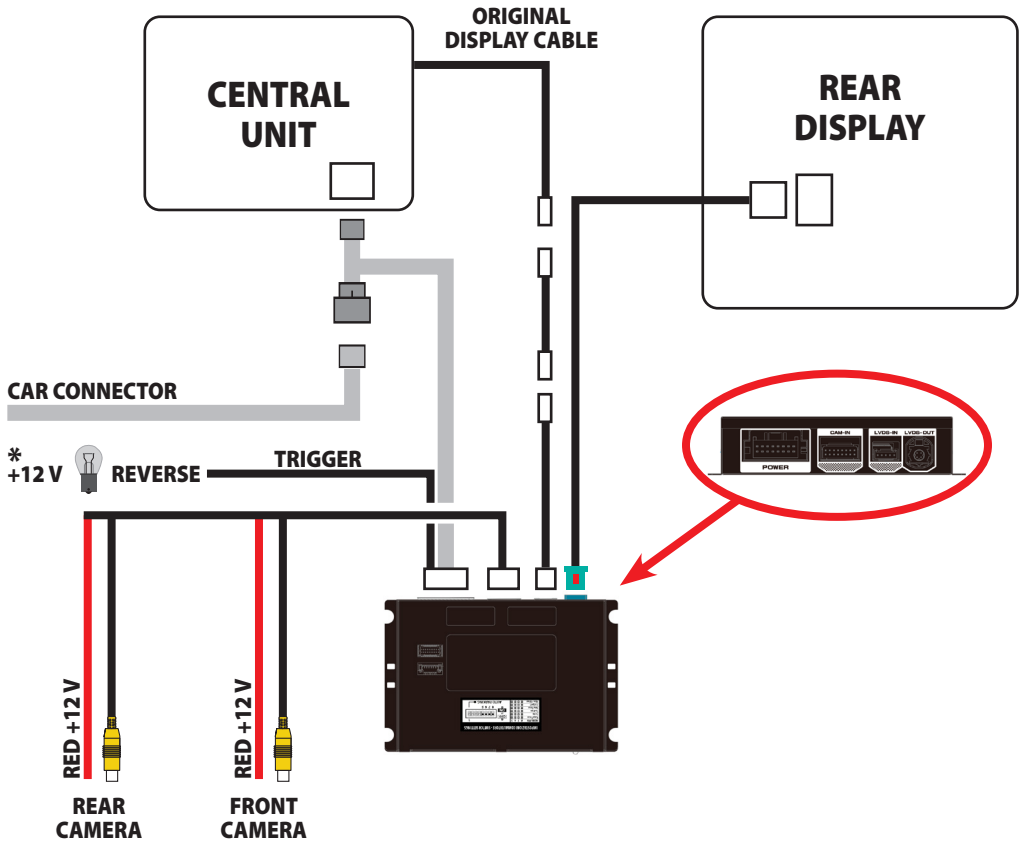 ORIGINAL
DISPLAY CABLE
CENTRAL
UNIT
REAR
DISPLAY
CAR CONNECTOR
*
+12 V
REVERSE
TRIGGER
CAM-IN
LVDS-IN
LVDS-OUT
POWER
RED +12 V
RED +12 V
REAR
CAMERA
FRONT
CAMERA